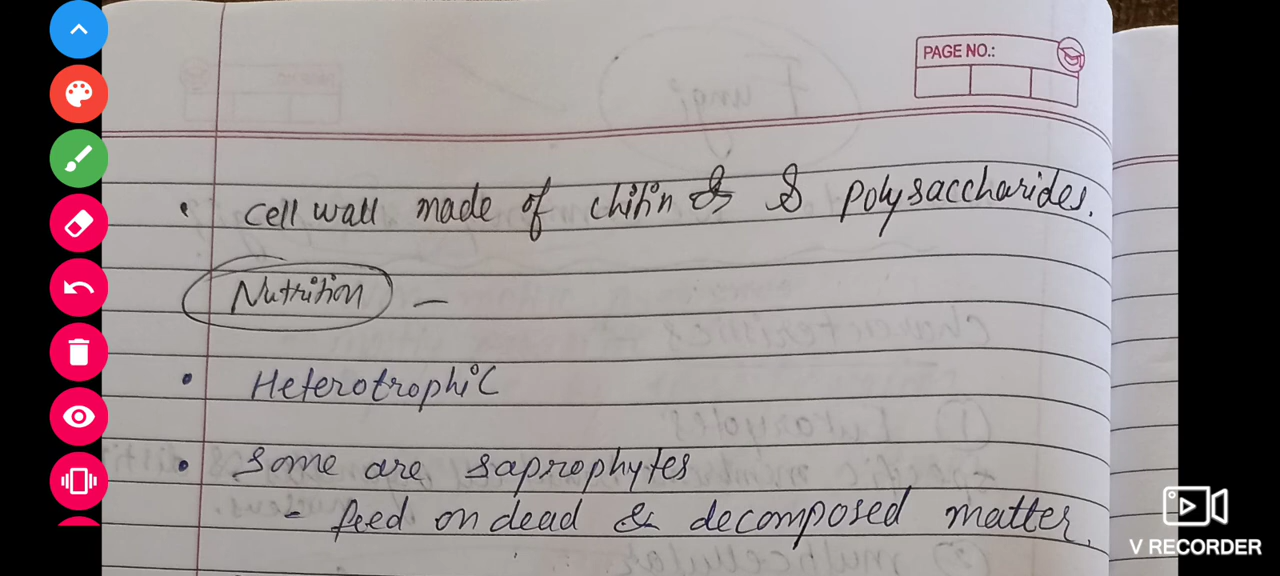 PAGE NO.:
• Cell wall made of chitin & & polysaccharides.
Nutrition —
• Heterotrophic
• Some are saprophytes
- feed on dead & decomposed matter.
V RECORDER